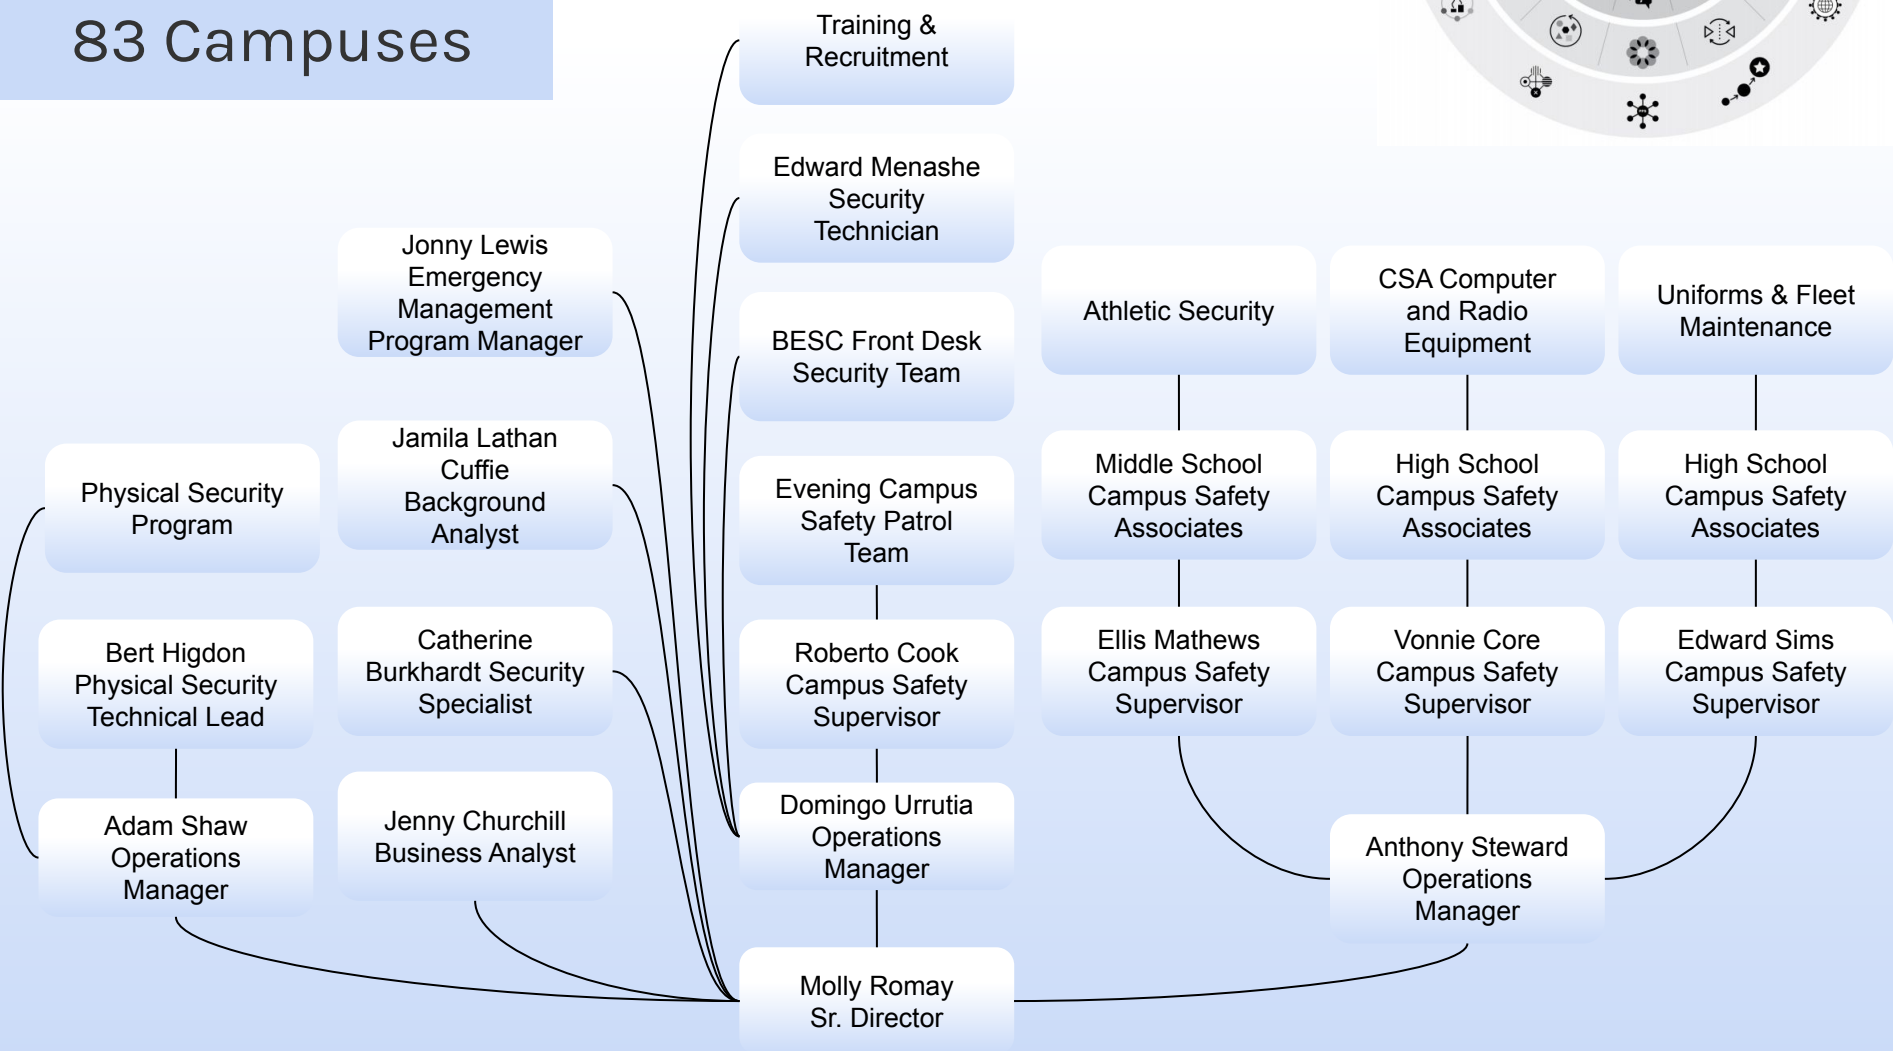 83 Campuses
Training &
Recruitment
Edward Menashe
Security
Technician
Jonny Lewis
Emergency
Management
Program Manager
BESC Front Desk
Security Team
Athletic Security
CSA Computer
and Radio
Equipment
Uniforms & Fleet
Maintenance
Physical Security
Program
Jamila Lathan
Cuffie
Background
Analyst
Evening Campus
Safety Patrol
Team
Middle School
Campus Safety
Associates
High School
Campus Safety
Associates
High School
Campus Safety
Associates
Bert Higdon
Physical Security
Technical Lead
Catherine
Burkhardt Security
Specialist
Roberto Cook
Campus Safety
Supervisor
Ellis Mathews
Campus Safety
Supervisor
Vonnie Core
Campus Safety
Supervisor
Edward Sims
Campus Safety
Supervisor
Adam Shaw
Operations
Manager
Jenny Churchill
Business Analyst
Domingo Urrutia
Operations
Manager
Anthony Steward
Operations
Manager
Molly Romay
Sr. Director